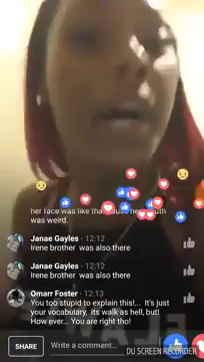 her face was like that
was weird.
Janae Gayles · 12:12
Irene brother was also there
Janae Gayles · 12:12
Irene brother was also there
Omarr Foster · 12:13
You too stupid to explain this!... It's just
your vocabulary, its walk as hell, but!
How ever... You are right tho!
SHARE
Write a comment...
DU SCREEN RECORDER